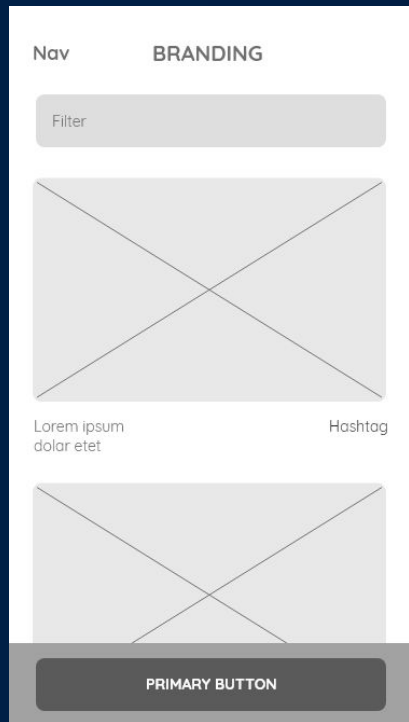 Nav
BRANDING
Filter
Lorem ipsum
dolar etet
Hashtag
PRIMARY BUTTON